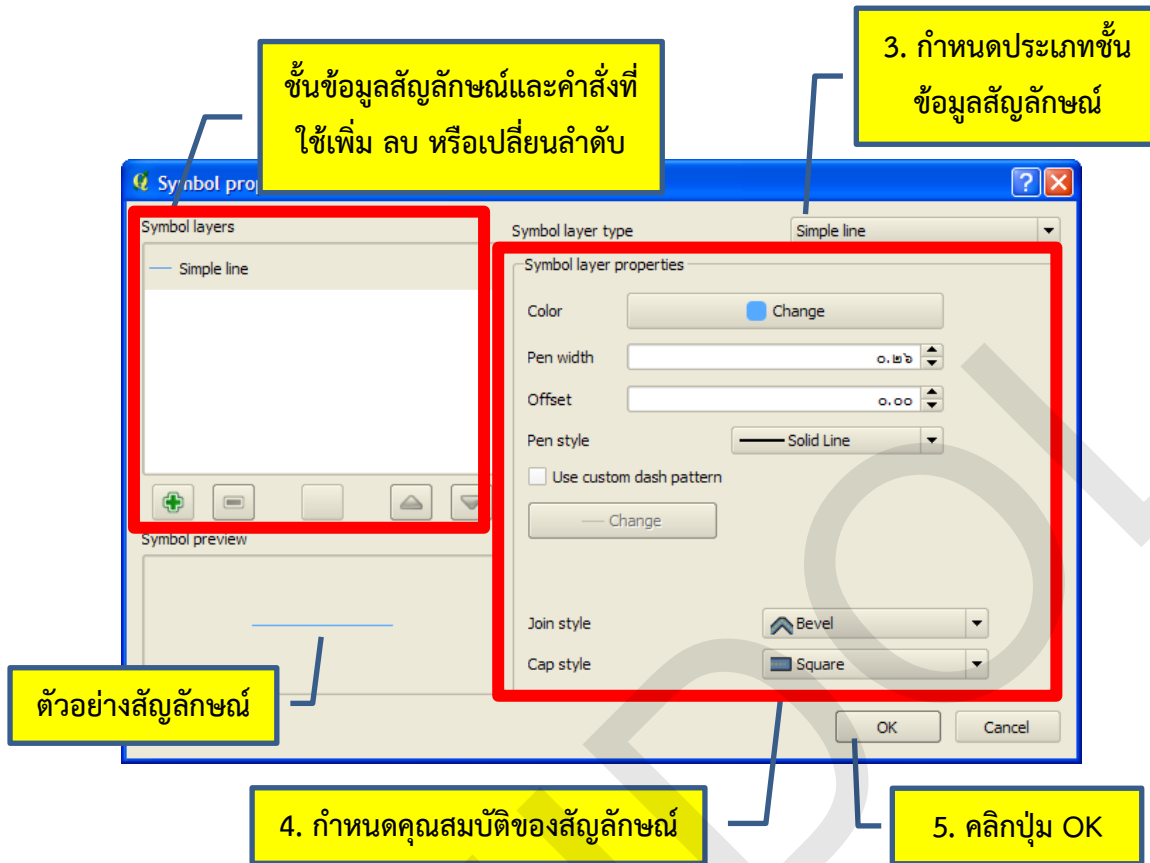 3. กำหนดประเภทชั้น
ข้อมูลสัญลักษณ์
ชั้นข้อมูลสัญลักษณ์และคำสั่งที่
ใช้เพิ่ม ลบ หรือเปลี่ยนลำดับ
Symbol prop
Symbol layers
Symbol layer type
Simple line
Simple line
Symbol layer properties
Color
Change
Pen width
๐.๒๖
Offset
๐.๐๐
Pen style
Solid Line
Use custom dash pattern
Change
Symbol preview
Join style
Bevel
Cap style
Square
ตัวอย่างสัญลักษณ์
OK
Cancel
4. กำหนดคุณสมบัติของสัญลักษณ์
5. คลิกปุ่ม OK